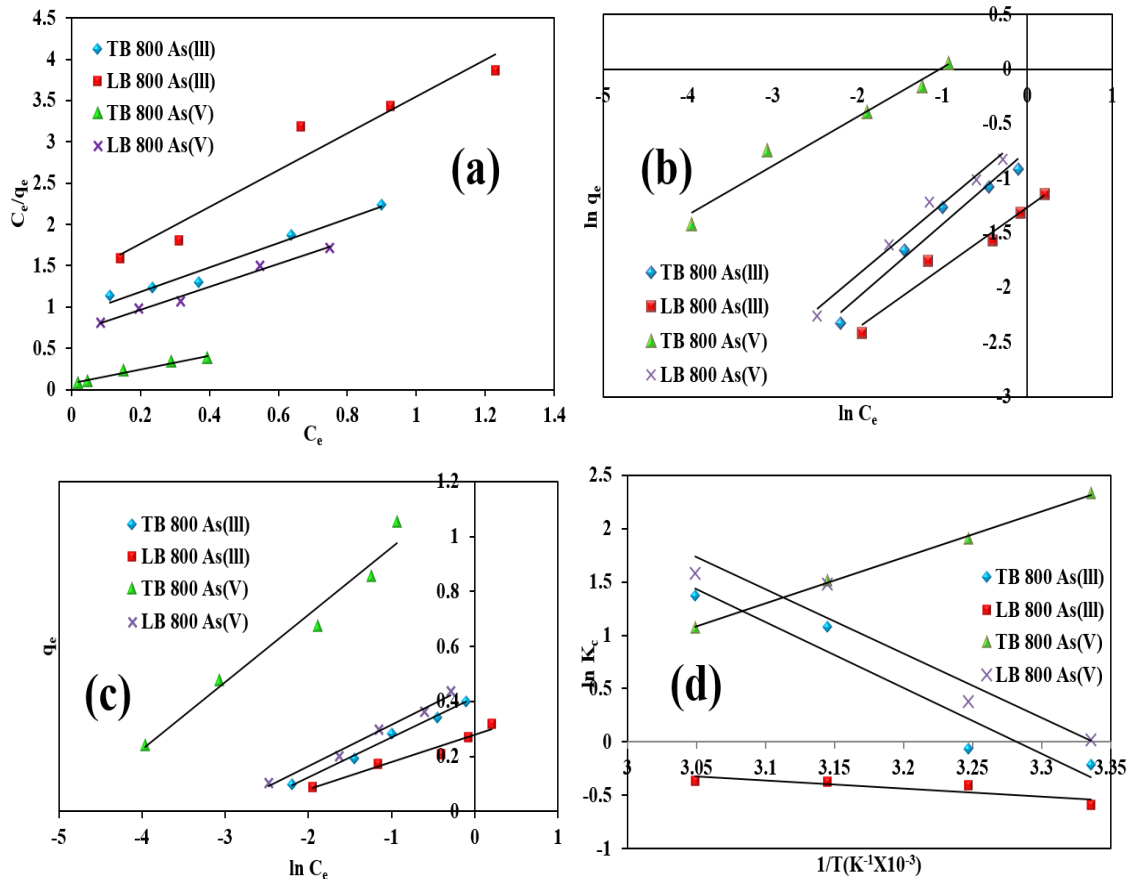 4.5
4
3.5
3
2.5
2
1.5
1
0.5
0
0
0.2
0.4
0.6
0.8
1
1.2
1.4
Ce/qe
Ce
TB 800 As(lll)
LB 800 As(lll)
TB 800 As(V)
LB 800 As(V)
(a)
0.5
0
-0.5
-1
-1.5
-2
-2.5
-3
-5
-4
-3
-2
-1
0
1
ln qe
ln Ce
(b)
TB 800 As(lll)
LB 800 As(lll)
TB 800 As(V)
LB 800 As(V)
1.2
1
0.8
0.6
0.4
0.2
0
-5
-4
-3
-2
-1
0
1
qe
ln Ce
TB 800 As(lll)
LB 800 As(lll)
TB 800 As(V)
LB 800 As(V)
(c)
2.5
2
1.5
1
0.5
0
-0.5
-1
3
3.05
3.1
3.15
3.2
3.25
3.3
3.35
ln Kc
1/T(K-1X10-3)
TB 800 As(lll)
LB 800 As(lll)
TB 800 As(V)
LB 800 As(V)
(d)